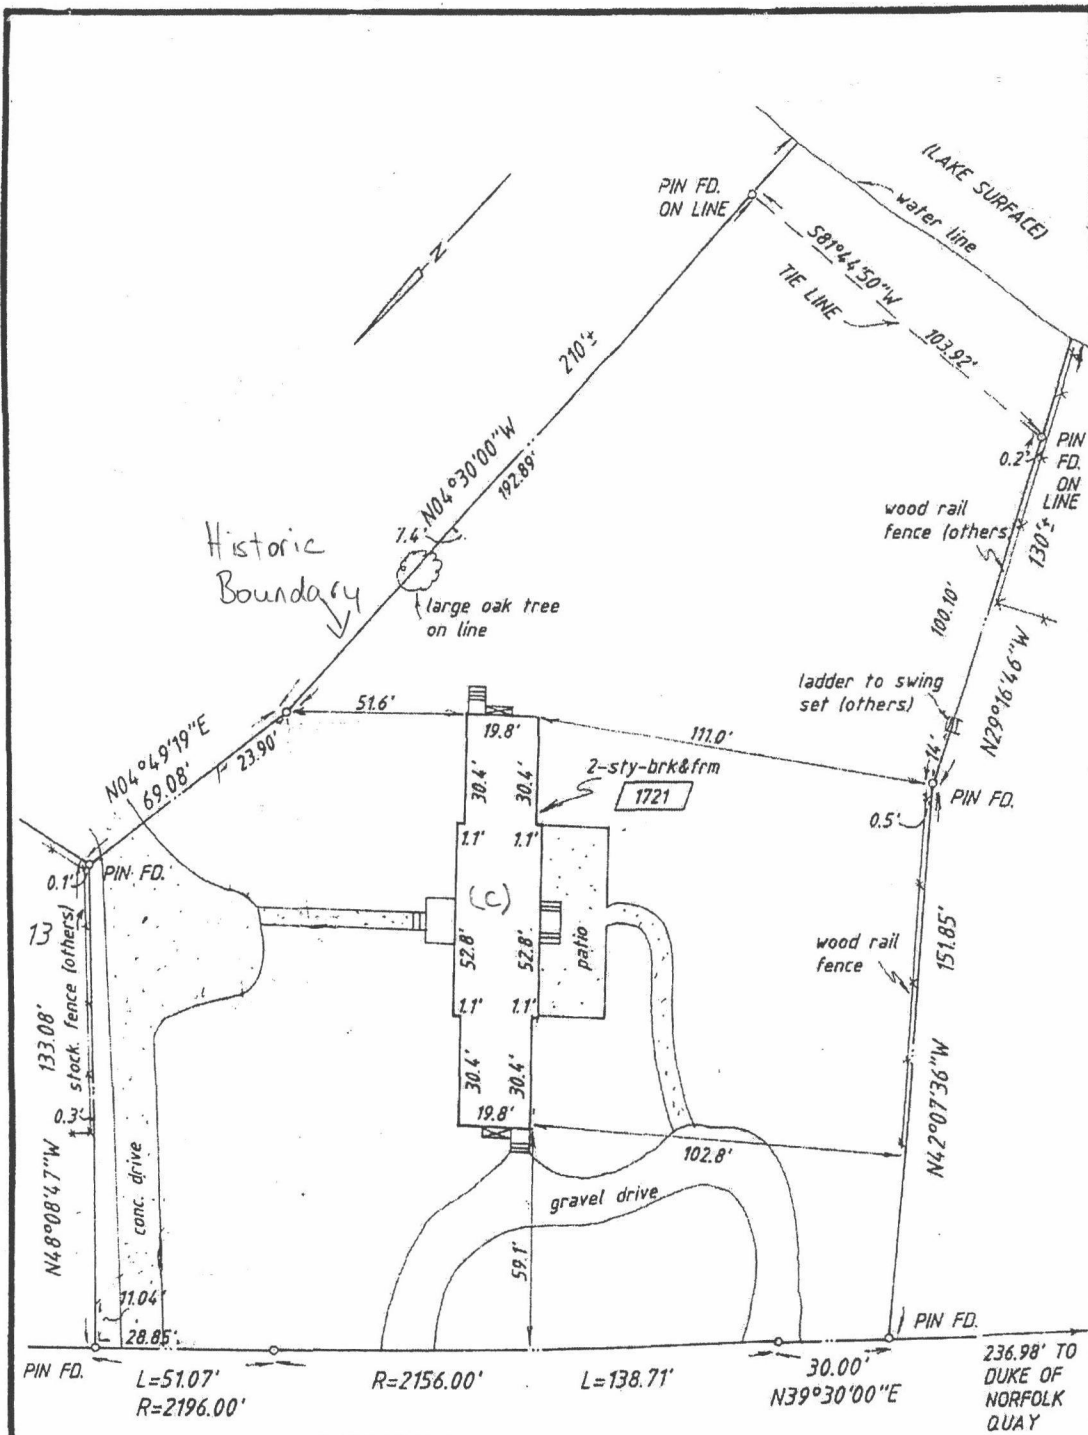 (LAKE SURFACE)
water line
PIN FD.
ON LINE
S81°44'50"W
TIE LINE
103.92'
N
210'±
N04°30'00"W
192.89'
7.4'
Historic
Boundary
large oak tree
on line
PIN
FD.
ON
LINE
0.2'
wood rail
fence (others
130'±
100.10'
N29°16'46"W
ladder to swing
set (others)
14'
PIN FD.
0.5'
51.6'
19.8'
111.0'
30.4'
30.4'
2-sty-brk&frm
1721
N04°49'19"E
69.08'
23.90'
PIN FD.
0.1'
13
133.08'
stock. fence (others)
0.3'
N48°08'47"W
conc. drive
11.04'
28.85'
1.1'
1.1'
(C)
52.8'
52.8'
patio
1.1'
1.1'
30.4'
30.4'
19.8'
wood rail
fence
151.85'
N42°07'36"W
102.8'
gravel drive
59.1'
PIN FD.
PIN FD.
L=51.07'
R=2196.00'
R=2156.00'
L=138.71'
30.00'
N39°30'00"E
236.98' TO
DUKE OF
NORFOLK
QUAY